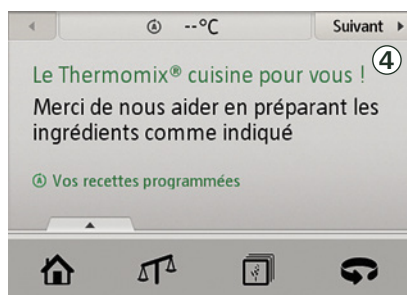 Ⓐ --°C Suivant
④
Le Thermomix® cuisine pour vous !
Merci de nous aider en préparant les
ingrédients comme indiqué
Ⓐ Vos recettes programmées